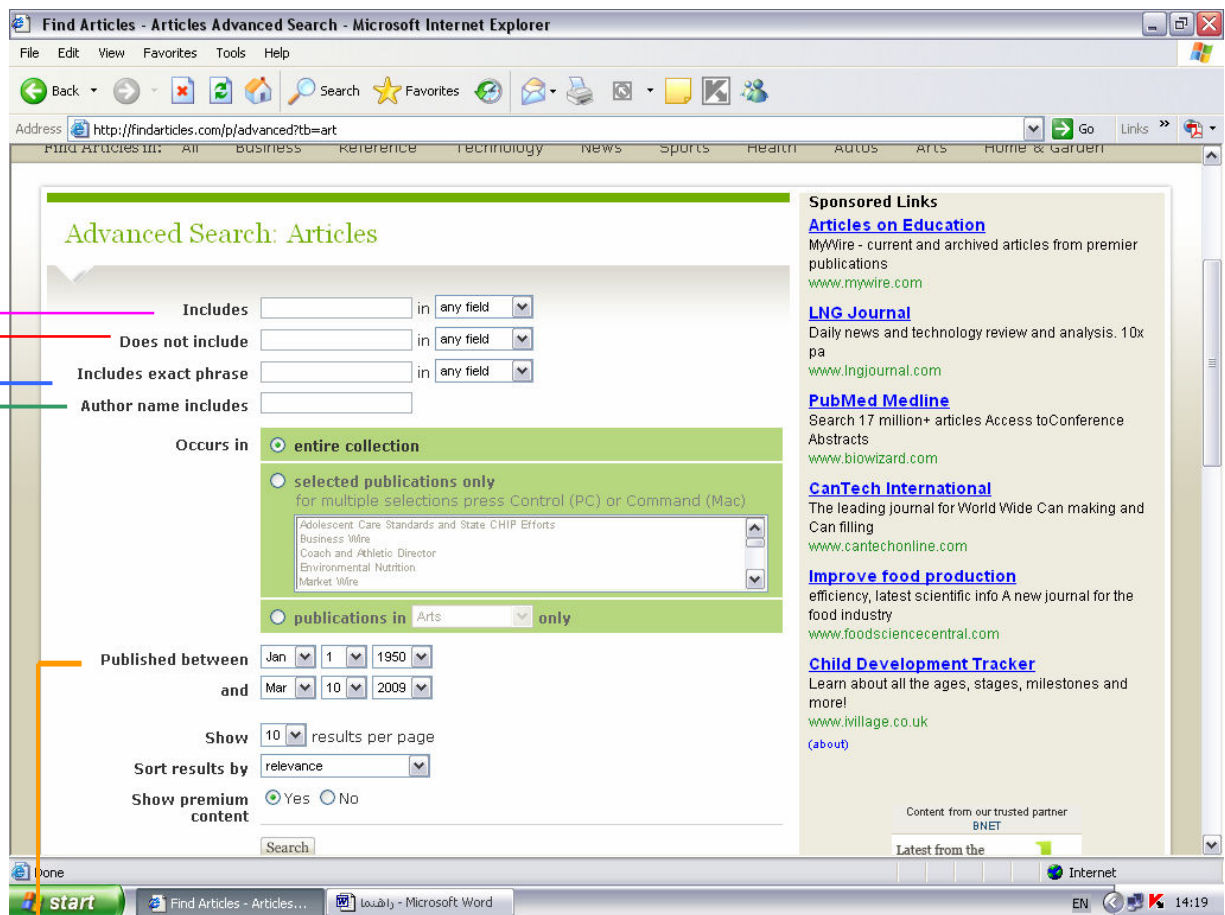 Find Articles - Articles Advanced Search - Microsoft Internet Explorer
File Edit View Favorites Tools Help
Back Search Favorites
Address http://findarticles.com/p/advanced?tb=art Go Links »
Find Articles in: All Business Reference Technology News Sports Health Autos Arts Home & Garden
Advanced Search: Articles
Includes in any field
Does not include in any field
Includes exact phrase in any field
Author name includes
Occurs in entire collection
selected publications only
for multiple selections press Control (PC) or Command (Mac)
Adolescent Care Standards and State CHIP Efforts
Business Wire
Coach and Athletic Director
Environmental Nutrition
Market Wire
publications in Arts only
Published between Jan 1 1950
and Mar 10 2009
Show 10 results per page
Sort results by relevance
Show premium Yes No
content
Search
Sponsored Links
Articles on Education
MyWire - current and archived articles from premier
publications
www.mywire.com
LNG Journal
Daily news and technology review and analysis. 10x
pa
www.lngjournal.com
PubMed Medline
Search 17 million+ articles Access toConference
Abstracts
www.biowizard.com
CanTech International
The leading journal for World Wide Can making and
Can filling
www.cantechonline.com
Improve food production
efficiency, latest scientific info A new journal for the
food industry
www.foodsciencecentral.com
Child Development Tracker
Learn about all the ages, stages, milestones and
more!
www.ivillage.co.uk
(about)
Content from our trusted partner
BNET
Latest from the
Done Internet
start Find Articles - Articles... راهنما - Microsoft Word EN 14:19